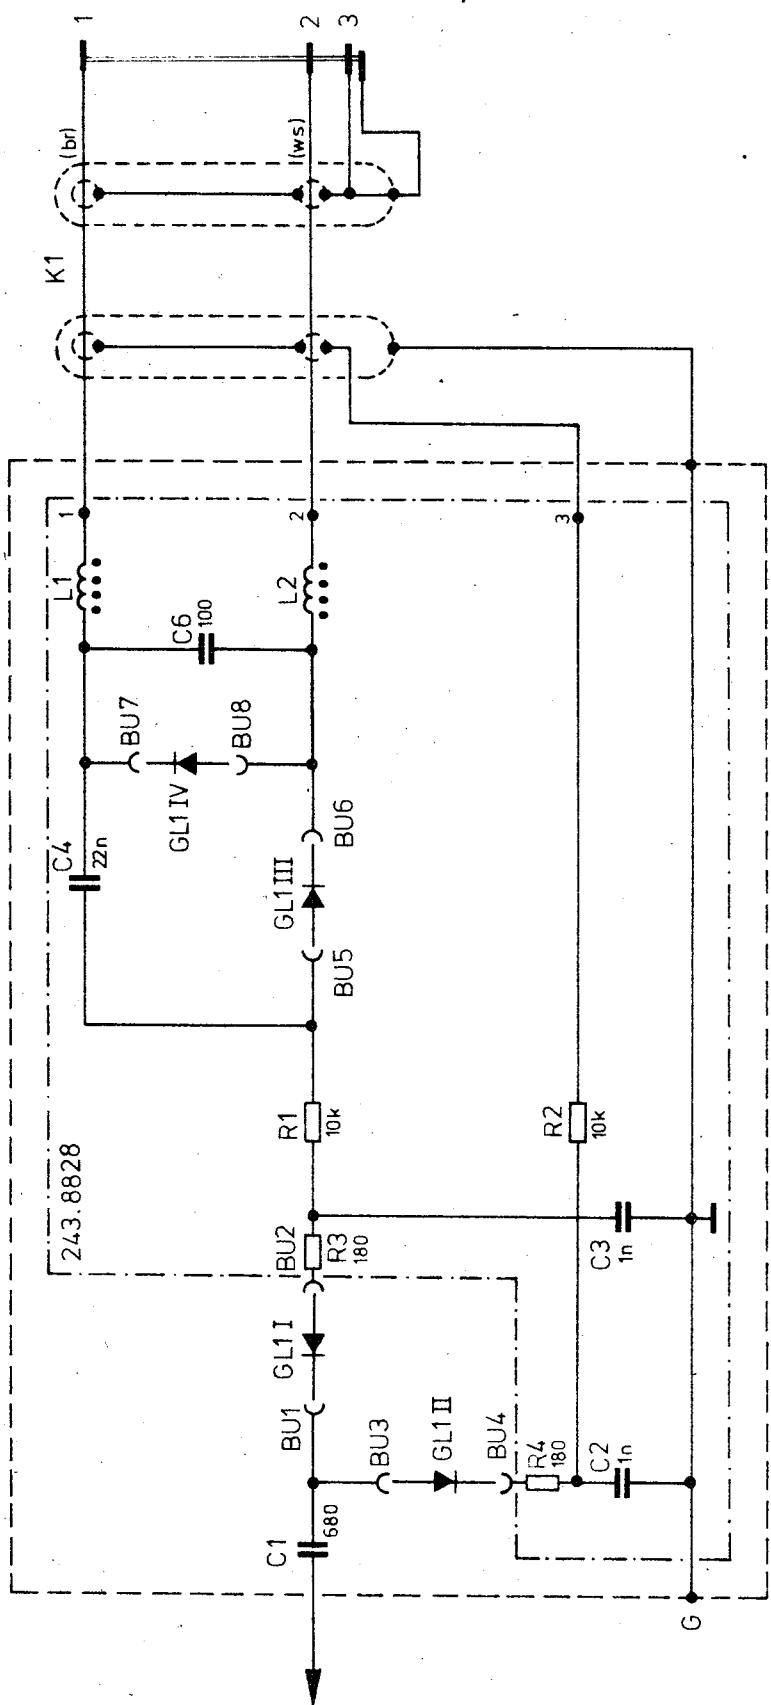 1
2
3
(br)
(ws)
K1
1
2
3
L1
L2
C6
100
BU7
BU8
GL1 IV
C4
22n
BU6
GL1 III
BU5
R1
10k
R2
10k
243.8828
BU2
R3
180
C3
1n
GL1 I
BU1
BU3
GL1 II
BU4
R4
180
C2
1n
C1
680
G